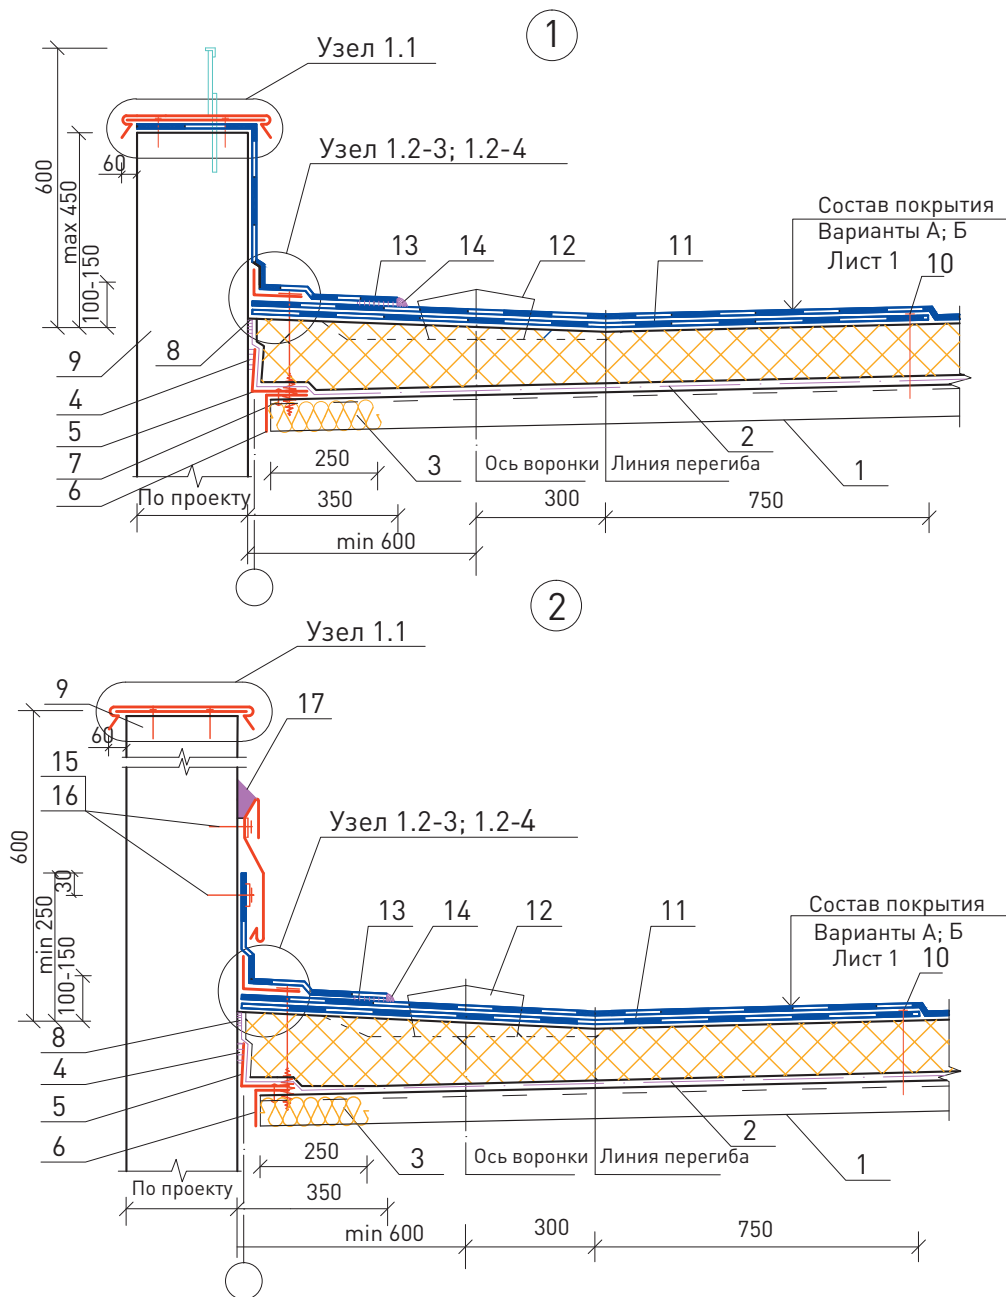 1
Узел 1.1
Узел 1.2-3; 1.2-4
600
max 450
100-150
60
Состав покрытия
Варианты А; Б
Лист 1
13
14
12
11
10
9
8
4
5
7
6
3
2
1
250
Ось воронки
Линия перегиба
По проекту
350
300
750
min 600
2
Узел 1.1
9
17
60
15
16
Узел 1.2-3; 1.2-4
600
min 250
30
100-150
Состав покрытия
Варианты А; Б
Лист 1
13
14
12
11
10
8
4
5
6
3
2
1
250
Ось воронки
Линия перегиба
По проекту
350
min 600
300
750